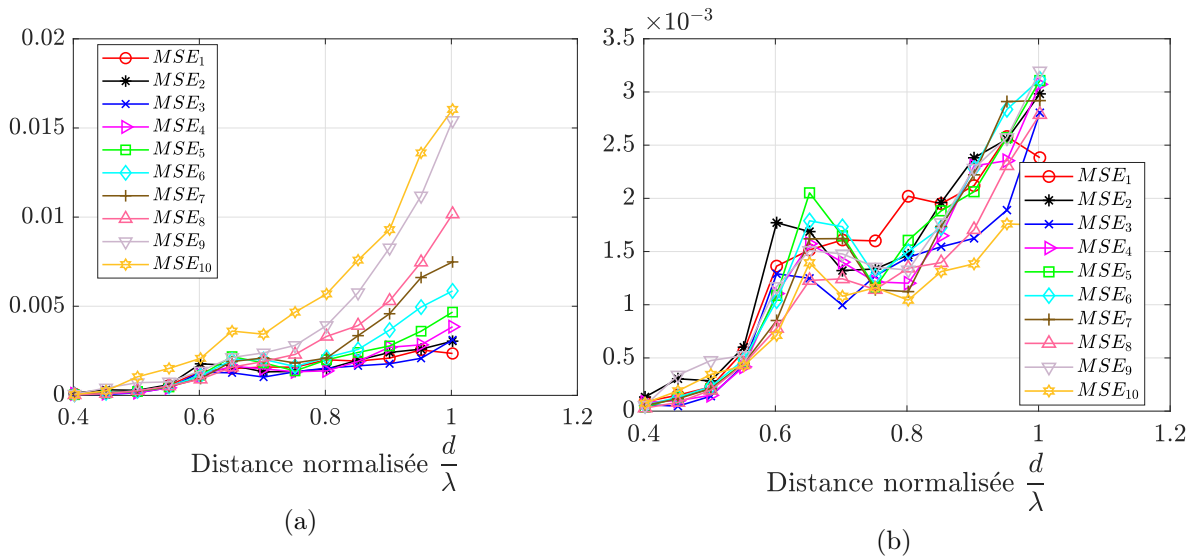 0.02
0.015
0.01
0.005
0
0.4
0.6
0.8
1
1.2
MSE₁
MSE₂
MSE₃
MSE₄
MSE₅
MSE₆
MSE₇
MSE₈
MSE₉
MSE₁₀
Distance normalisée d/λ
(a)
×10⁻³
3.5
3
2.5
2
1.5
1
0.5
0
0.4
0.6
0.8
1
1.2
MSE₁
MSE₂
MSE₃
MSE₄
MSE₅
MSE₆
MSE₇
MSE₈
MSE₉
MSE₁₀
Distance normalisée d/λ
(b)